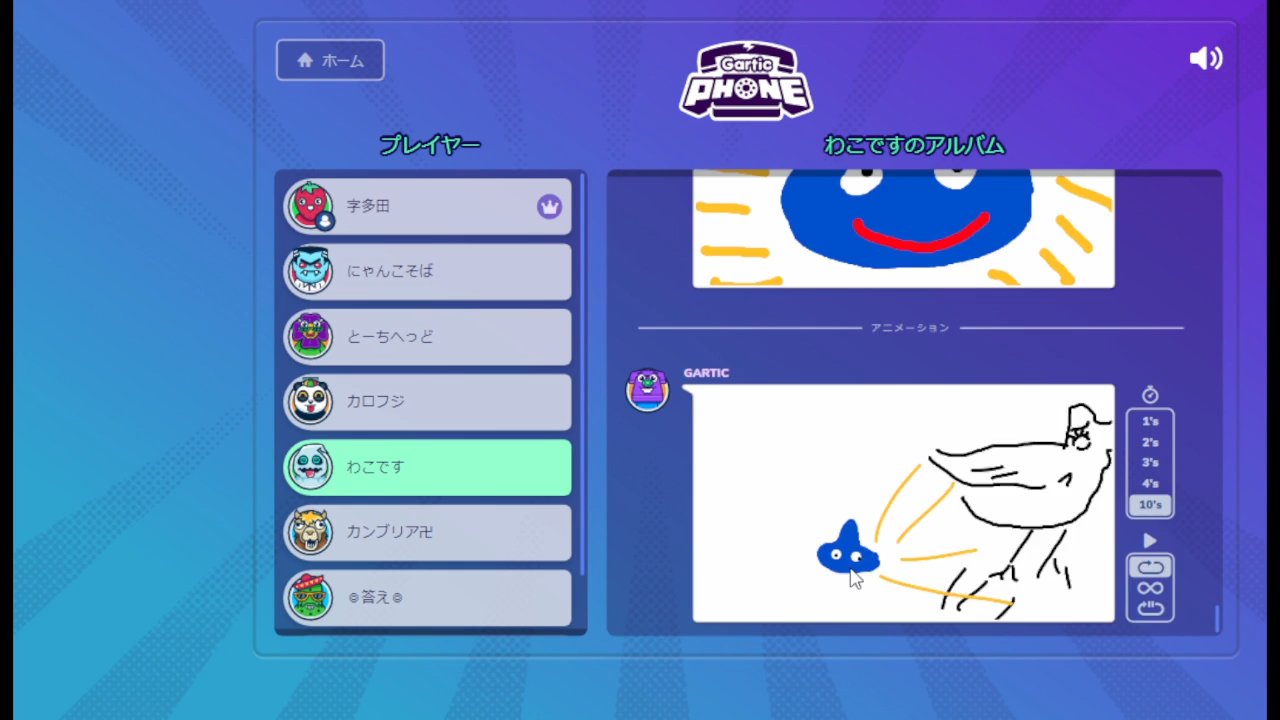 ホーム
Gartic
PHONE
プレイヤー
字多田
にゃんこそば
とーちへっど
カロフジ
わこです
カンブリア卍
◎答え◎
わこですのアルバム
アニメーション
GARTIC
1's
2's
3's
4's
10's